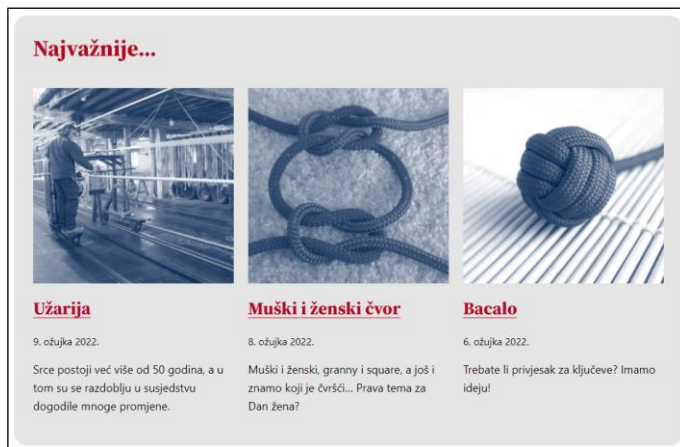 Najvažnije...
Užarija
9. ožujka 2022.
Srce postoji već više od 50 godina, a u
tom su se razdoblju u susjedstvu
dogodile mnoge promjene.
Muški i ženski čvor
8. ožujka 2022.
Muški i ženski, granny i square, a još i
znamo koji je čvršći... Prava tema za
Dan žena?
Bacalo
6. ožujka 2022.
Trebate li privjesak za ključeve? Imamo
ideju!